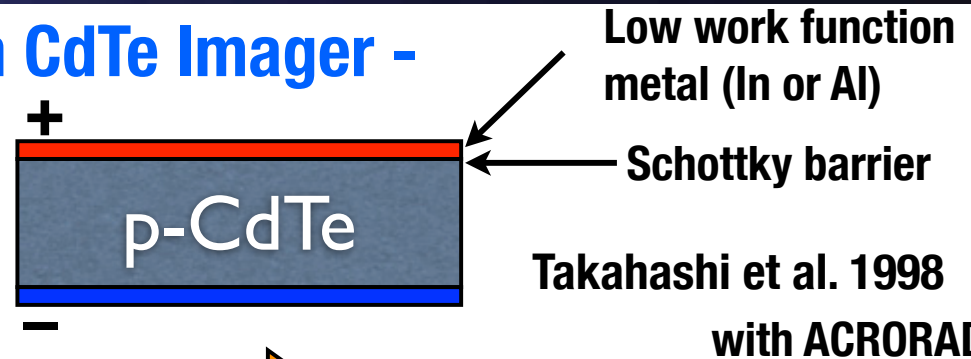 CdTe Imager -
Low work function
metal (In or Al)
+
Schottky barrier
p-CdTe
Takahashi et al. 1998
−
with ACRORAD